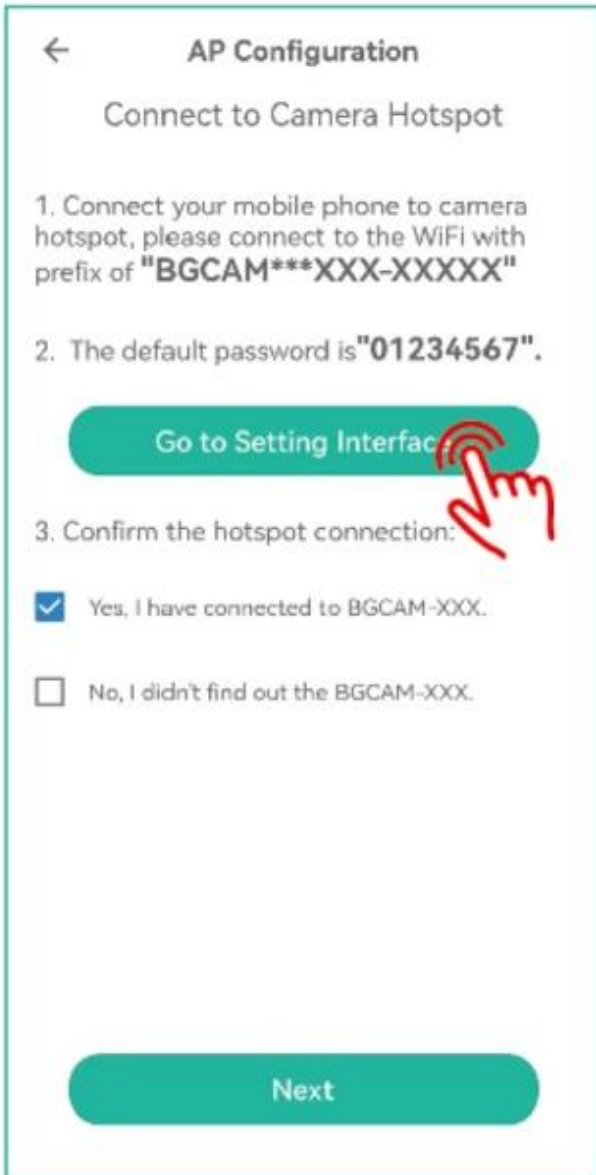 AP Configuration
Connect to Camera Hotspot
1. Connect your mobile phone to camera
hotspot, please connect to the WiFi with
prefix of "BGCAM***XXX-XXXXX"
2. The default password is"01234567".
Go to Setting Interface
3. Confirm the hotspot connection:
Yes, I have connected to BGCAM-XXX.
No, I didn't find out the BGCAM-XXX.
Next